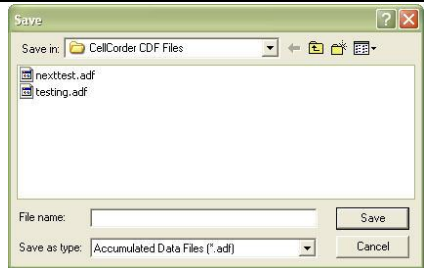 Save
Save in: CellCorder CDF Files
nexttest.adf
testing.adf
File name: Save
Save as type: Accumulated Data Files (*.adf) Cancel